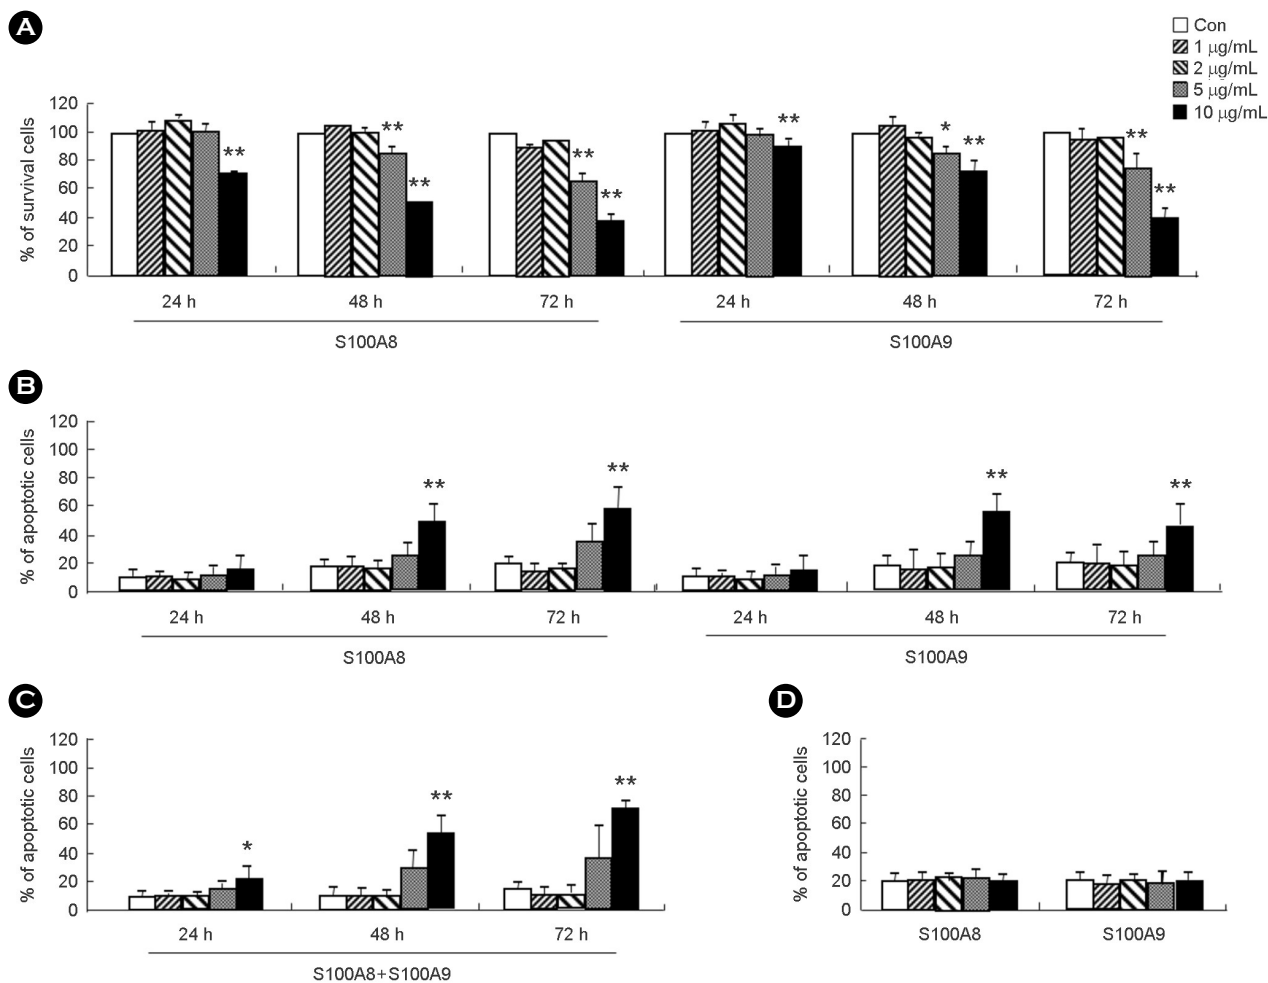 A
Con
1 µg/mL
2 µg/mL
5 µg/mL
10 µg/mL
% of survival cells
120
100
80
60
40
20
0
** ** ** ** ** ** * ** ** **
24 h 48 h 72 h 24 h 48 h 72 h
S100A8 S100A9
B
% of apoptotic cells
120
100
80
60
40
20
0
** ** ** **
24 h 48 h 72 h 24 h 48 h 72 h
S100A8 S100A9
C
% of apoptotic cells
120
100
80
60
40
20
0
* ** **
24 h 48 h 72 h
S100A8+S100A9
D
% of apoptotic cells
120
100
80
60
40
20
0
S100A8 S100A9